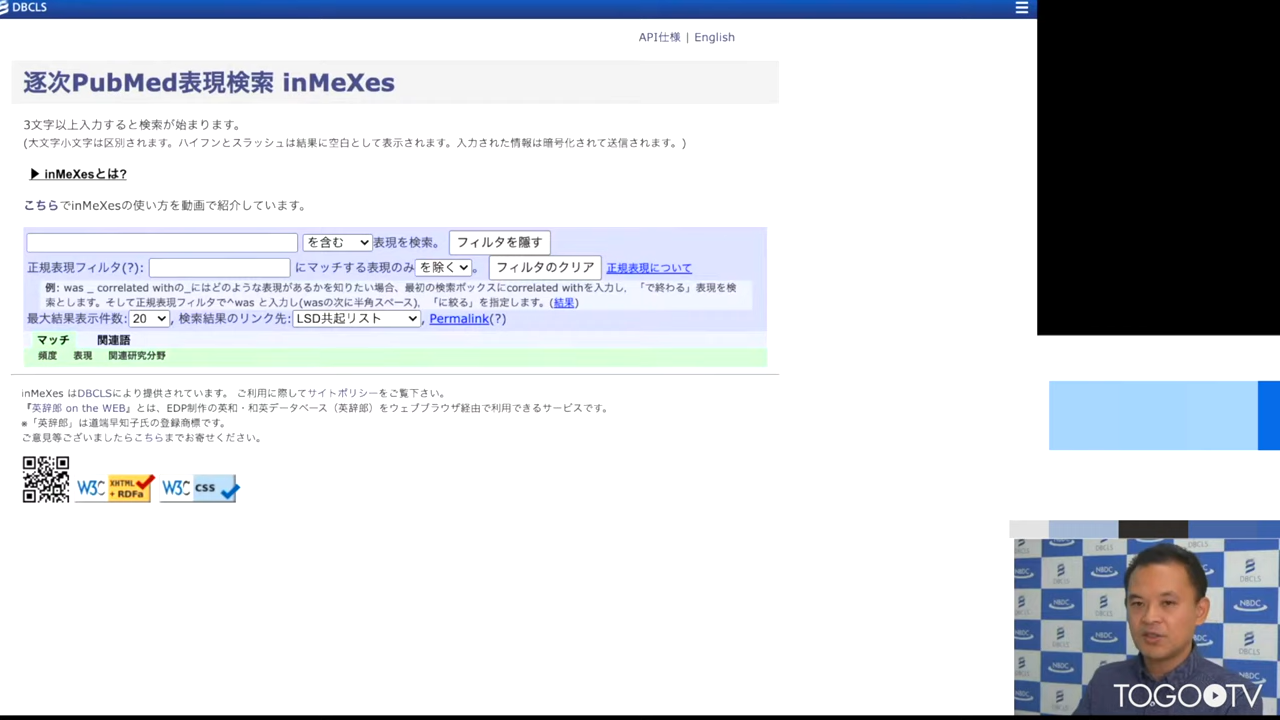 DBCLS
API仕様 | English
逐次PubMed表現検索 inMeXes
3文字以上入力すると検索が始まります。
(大文字小文字は区別されます。ハイフンとスラッシュは結果に空白として表示されます。入力された情報は暗号化されて送信されます。)
▶ inMeXesとは?
こちらでinMeXesの使い方を動画で紹介しています。
を含む 表現を検索。 フィルタを隠す
正規表現フィルタ(?): にマッチする表現のみ を除く 。 フィルタのクリア 正規表現について
例: was _ correlated withの_にはどのような表現があるかを知りたい場合、最初の検索ボックスにcorrelated withを入力し、「で終わる」表現を検
索とします。そして正規表現フィルタで^was と入力し(wasの次に半角スペース)、「に絞る」を指定します。(結果)
最大結果表示件数: 20 , 検索結果のリンク先: LSD共起リスト , Permalink(?)
マッチ 関連語
頻度 表現 関連研究分野
inMeXes はDBCLSにより提供されています。 ご利用に際してサイトポリシーをご覧下さい。
『英辞郎 on the WEB』とは、EDP制作の英和・和英データベース（英辞郎）をウェブブラウザ経由で利用できるサービスです。
※「英辞郎」は道端早知子氏の登録商標です。
ご意見等ございましたらこちらまでお寄せください。
W3C XHTML + RDFa W3C css
DBCLS
NBDC
TOGOTV